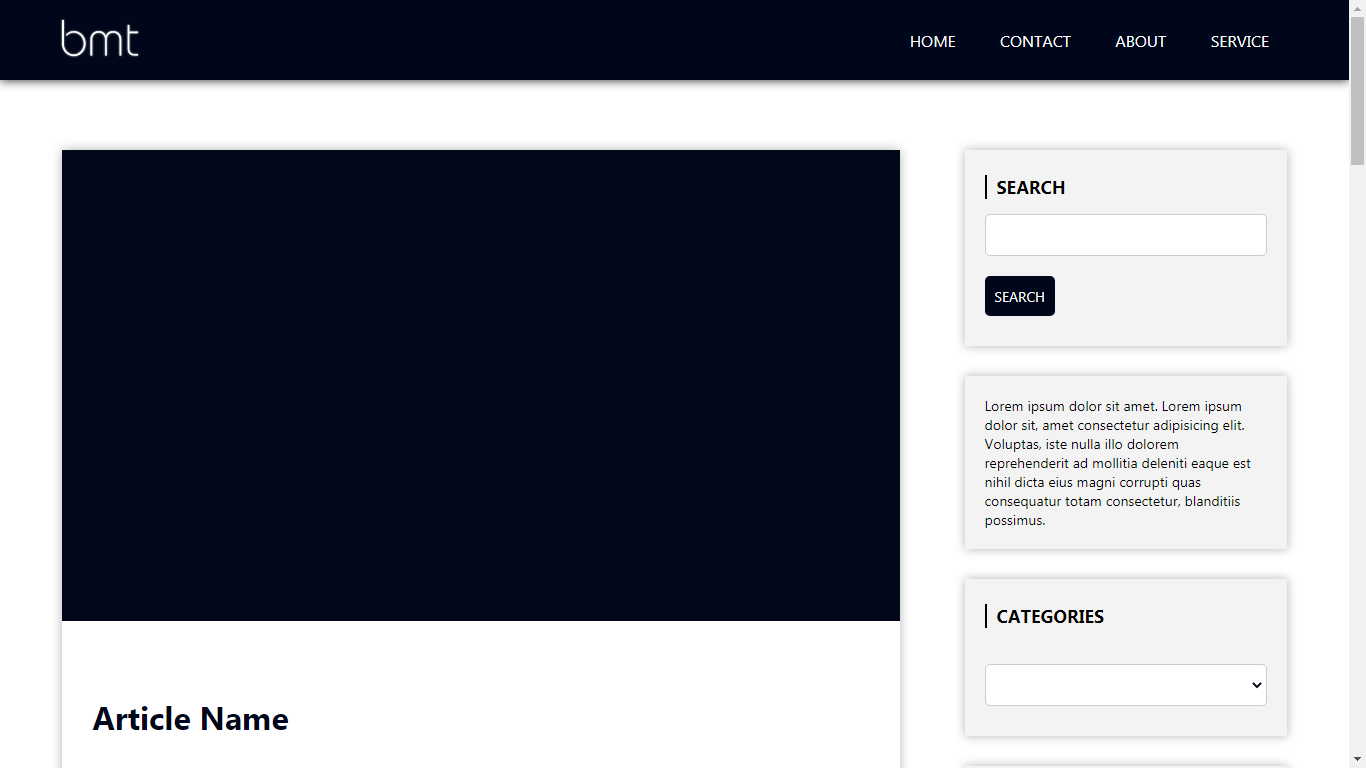 bmt
HOME
CONTACT
ABOUT
SERVICE
Article Name
SEARCH
SEARCH
Lorem ipsum dolor sit amet. Lorem ipsum
dolor sit, amet consectetur adipisicing elit.
Voluptas, iste nulla illo dolorem
reprehenderit ad mollitia deleniti eaque est
nihil dicta eius magni corrupti quas
consequatur totam consectetur, blanditiis
possimus.
CATEGORIES